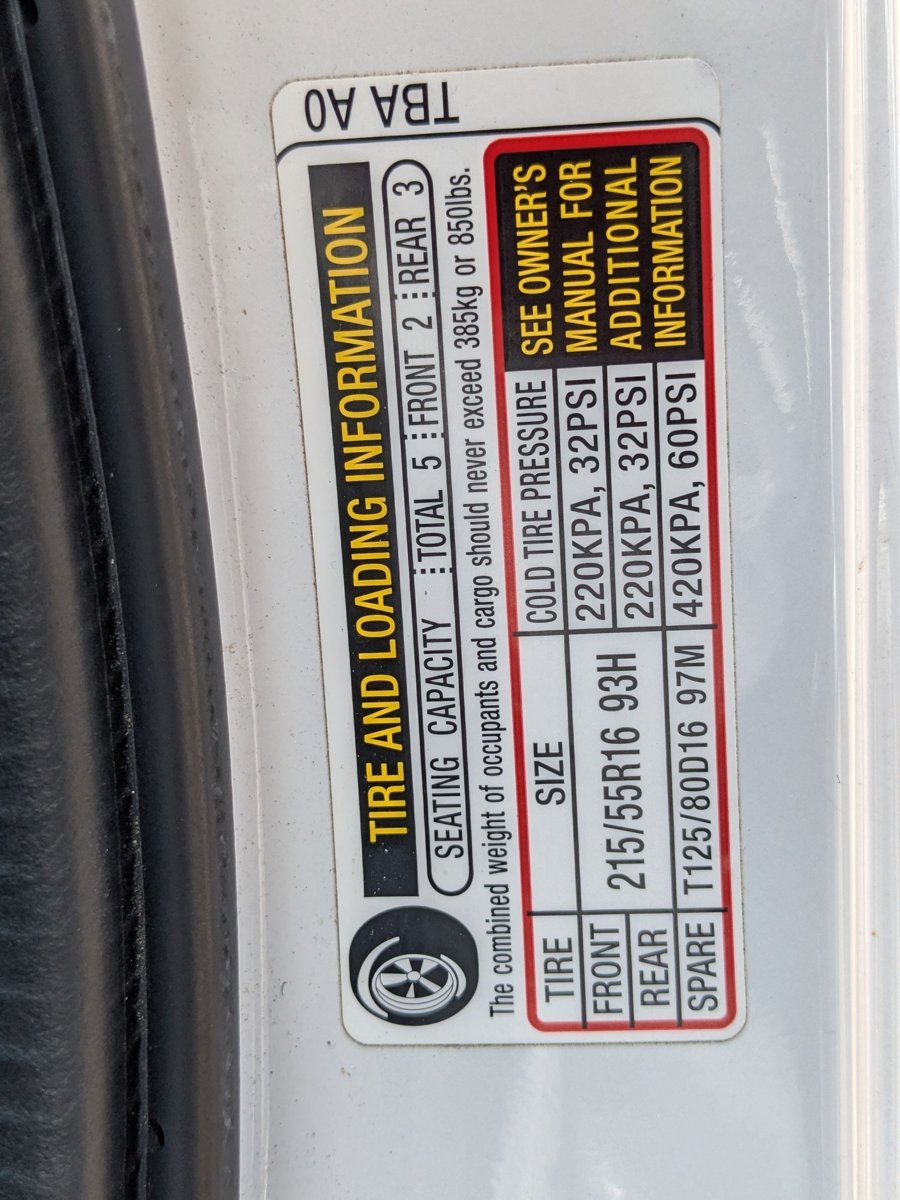 TBA A0
TIRE AND LOADING INFORMATION
SEATING CAPACITY TOTAL 5 FRONT 2 REAR 3
The combined weight of occupants and cargo should never exceed 385kg or 850lbs.
TIRE SIZE COLD TIRE PRESSURE
FRONT 215/55R16 93H 220KPA, 32PSI
REAR 220KPA, 32PSI
SPARE T125/80D16 97M 420KPA, 60PSI
SEE OWNER'S
MANUAL FOR
ADDITIONAL
INFORMATION